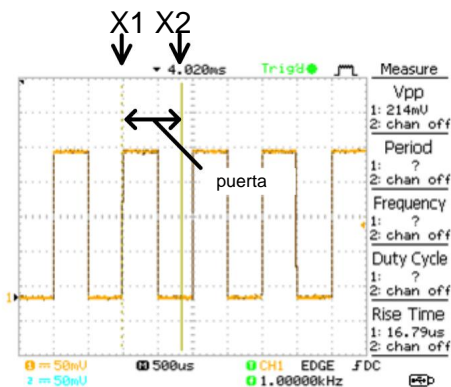 X1 X2
4.020ms Trig'd Measure
Vpp
1: 214mV
2: chan off
Period
1: ?
2: chan off
puerta
Frequency
1: ?
2: chan off
Duty Cycle
1: ?
2: chan off
Rise Time
1: 16.79us
2: chan off
1
1 50mV 500us CH1 EDGE DC
2 50mV 1.00000kHz